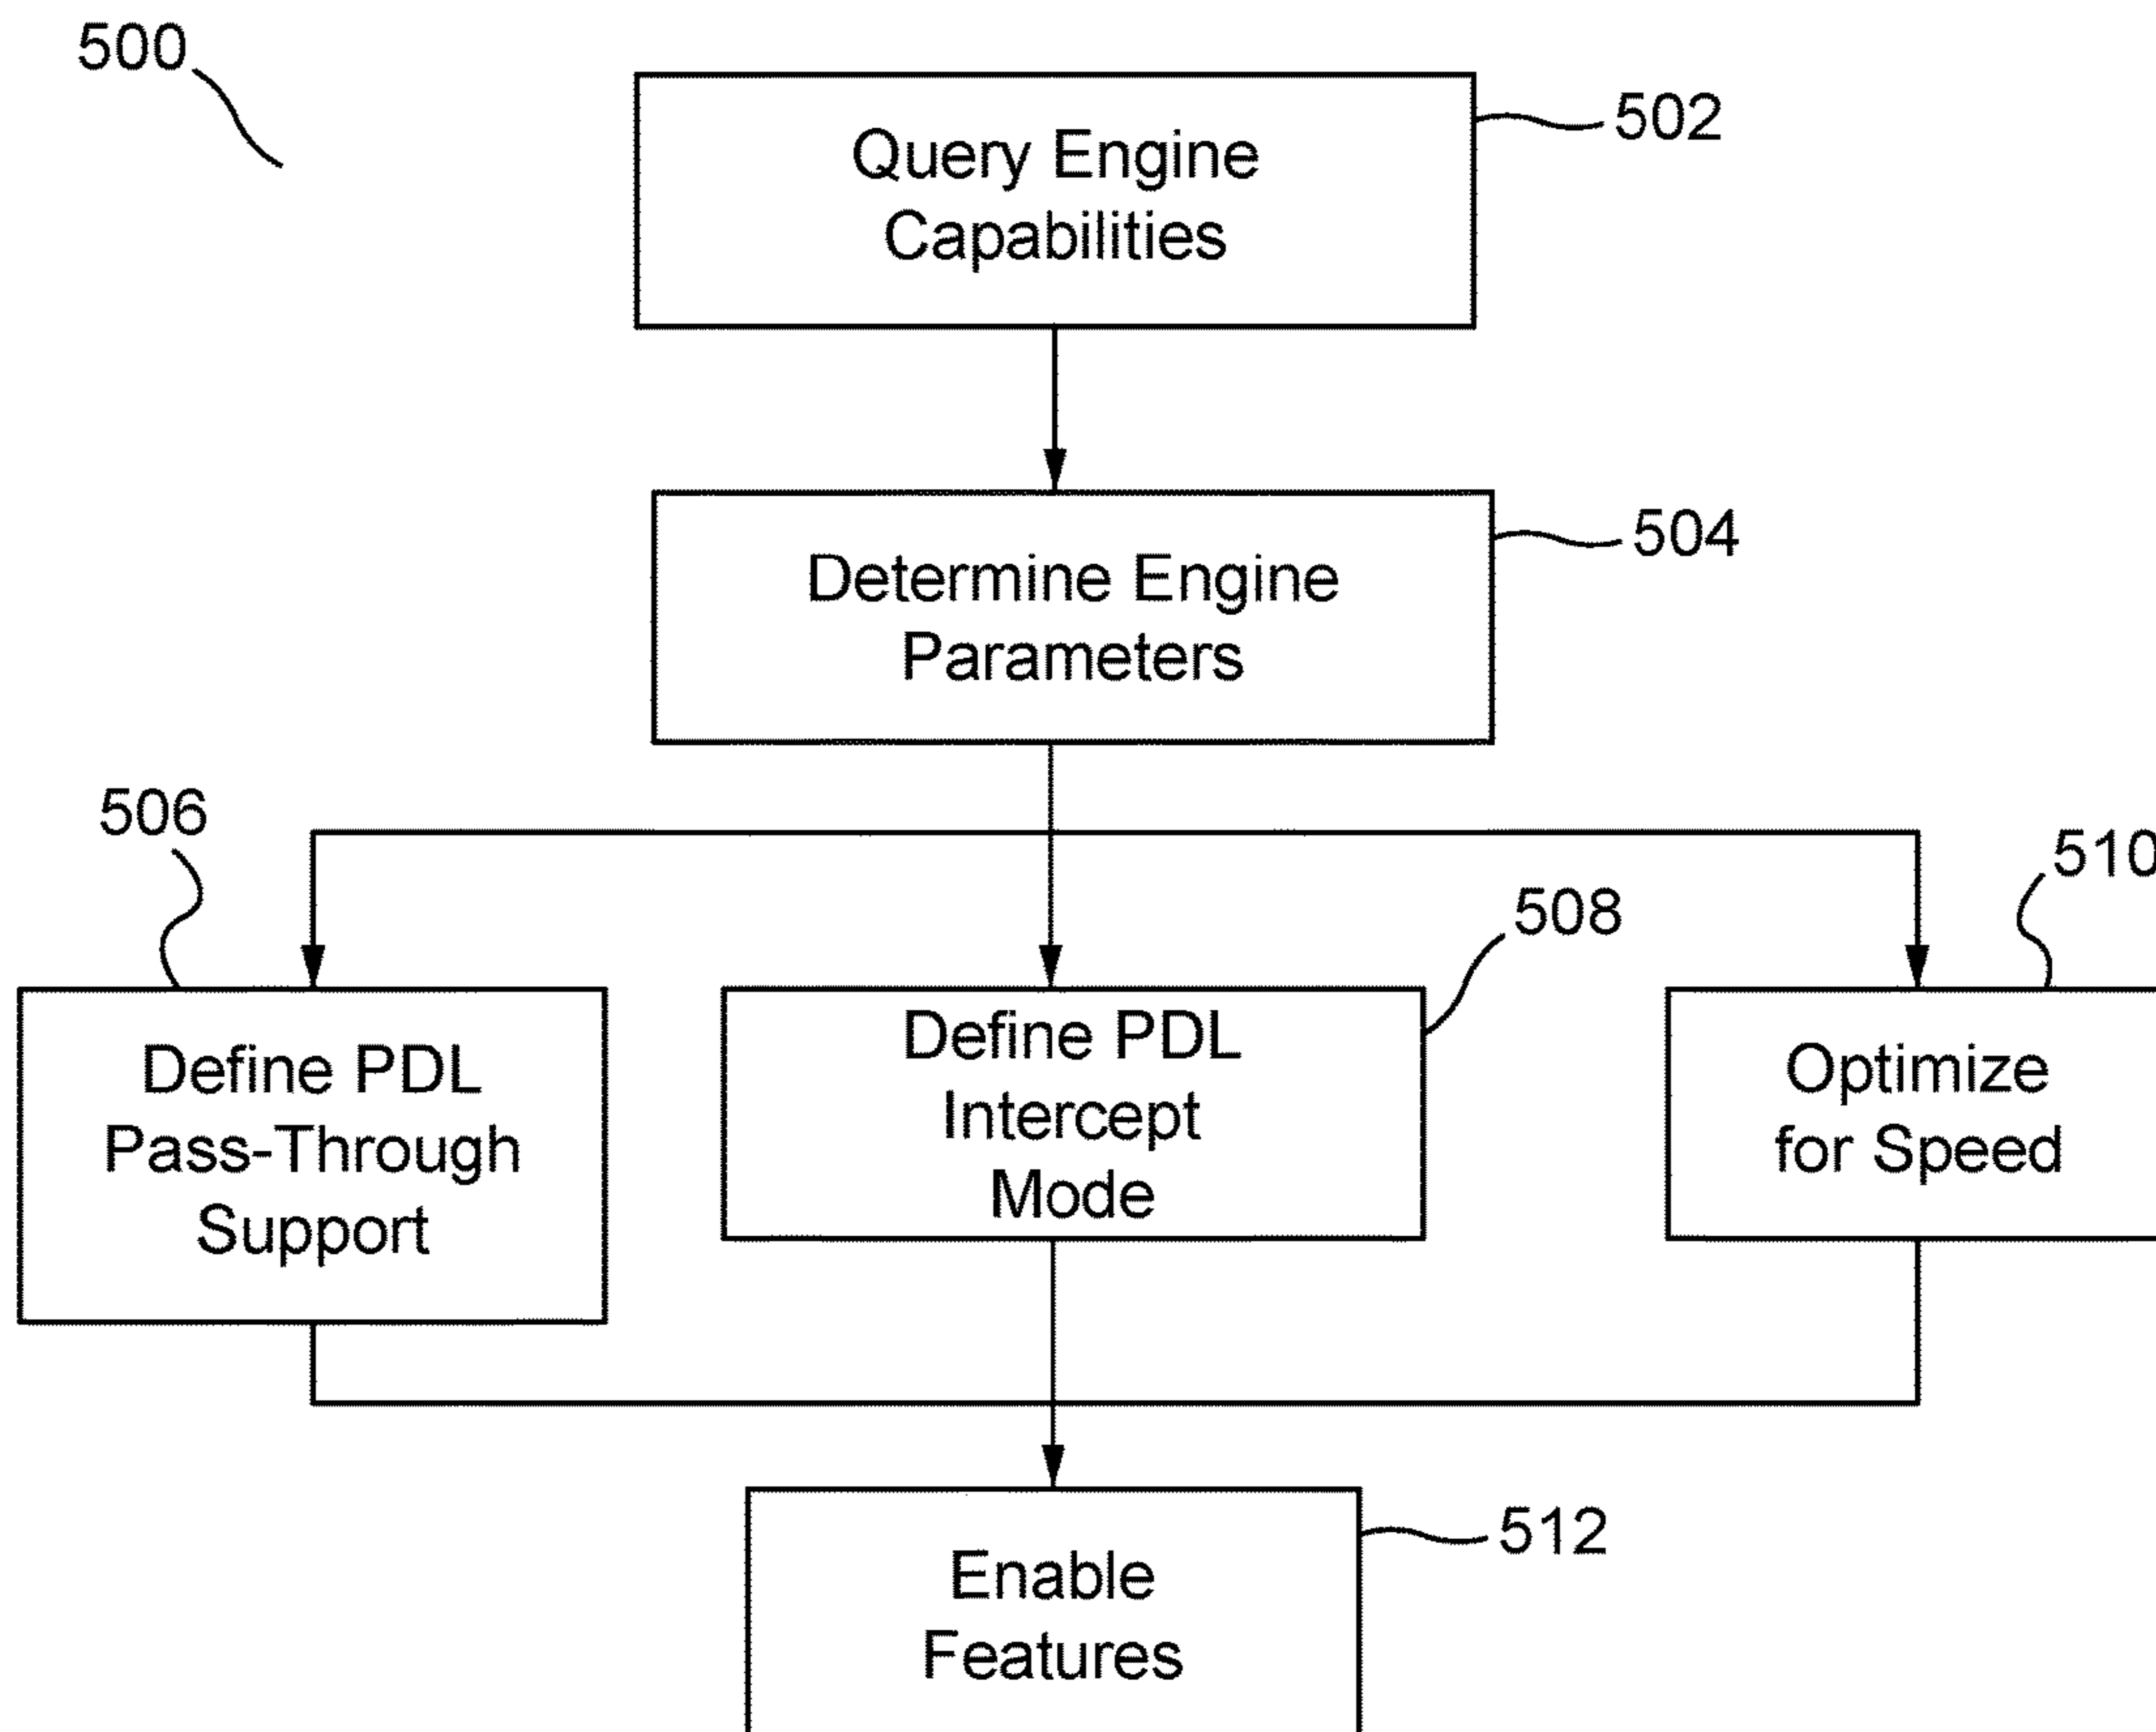 500
502
Query Engine
Capabilities
504
Determine Engine
Parameters
506
508
510
Define PDL
Pass-Through
Support
Define PDL
Intercept
Mode
Optimize
for Speed
512
Enable
Features